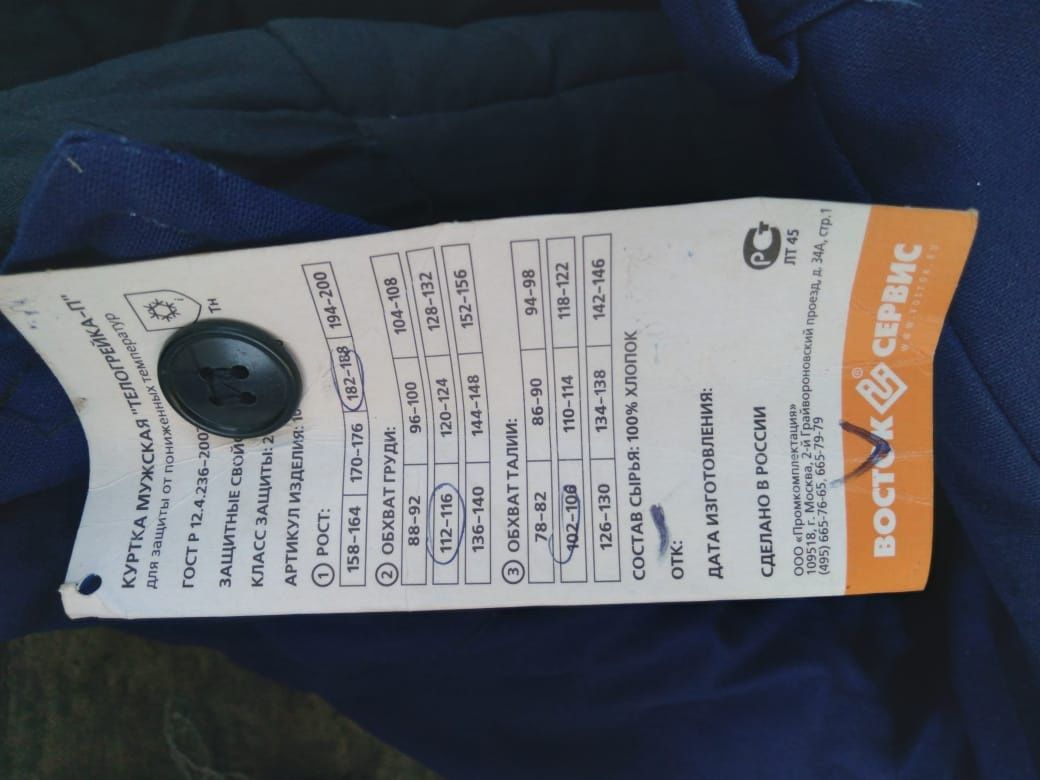 КУРТКА МУЖСКАЯ "ТЕЛОГРЕЙКА-П"
для защиты от пониженных температур
ГОСТ Р 12.4.236-200
ЗАЩИТНЫЕ
ТН
КЛАСС ЗАЩИТЫ: 2
АРТИКУЛ ИЗДЕЛИЯ:
1 РОСТ:
158-164 170-176 182-188 194-200
2 ОБХВАТ ГРУДИ:
88-92 96-100 104-108
112-116 120-124 128-132
136-140 144-148 152-156
3 ОБХВАТ ТАЛИИ:
78-82 86-90 94-98
102-106 110-114 118-122
126-130 134-138 142-146
СОСТАВ СЫРЬЯ: 100% ХЛОПОК
ОТК:
ДАТА ИЗГОТОВЛЕНИЯ:
СДЕЛАНО В РОССИИ
РСТ
ЛТ 45
ООО «Промкомплектация»
109518, г. Москва, 2-й Грайвороновский проезд, д. 34А, стр.1
(495) 665-76-65, 665-79-79
ВОСТОК ® СЕРВИС
WWW.VOSTOK.RU